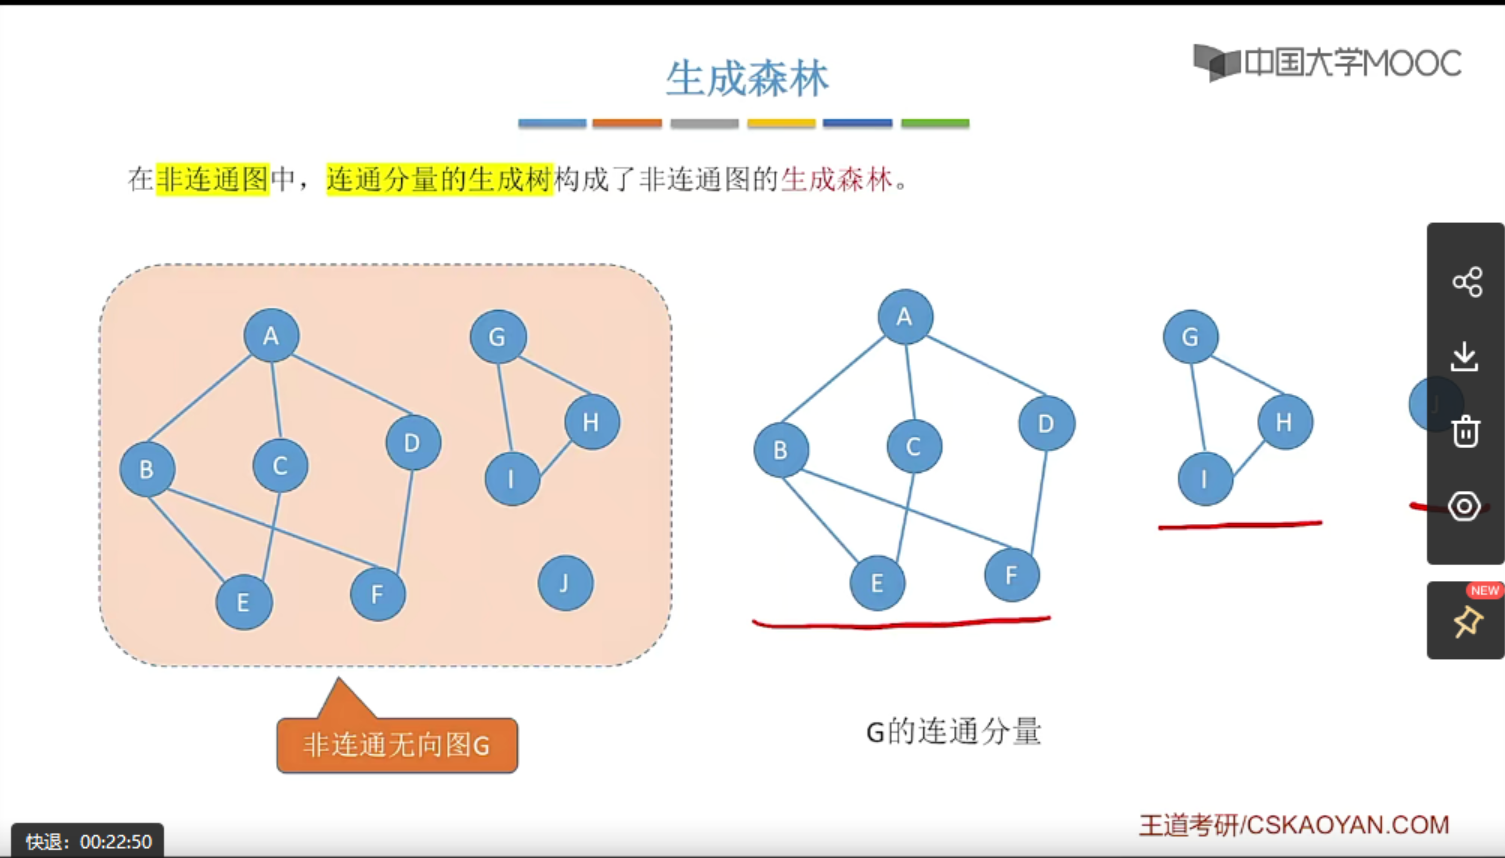 中国大学MOOC
生成森林
在非连通图中，连通分量的生成树构成了非连通图的生成森林。
A
G
H
D
B
C
I
E
F
J
A
G
H
D
B
C
I
E
F
J
NEW
非连通无向图G
G的连通分量
王道考研/CSKAOYAN.COM
快退：00:22:50